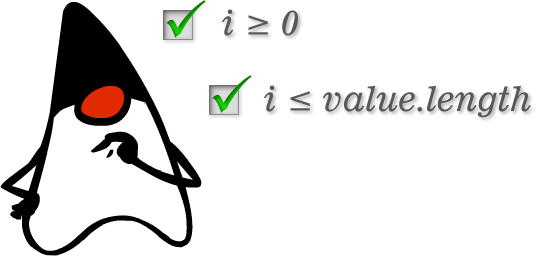 i ≥ 0
i ≤ value.length